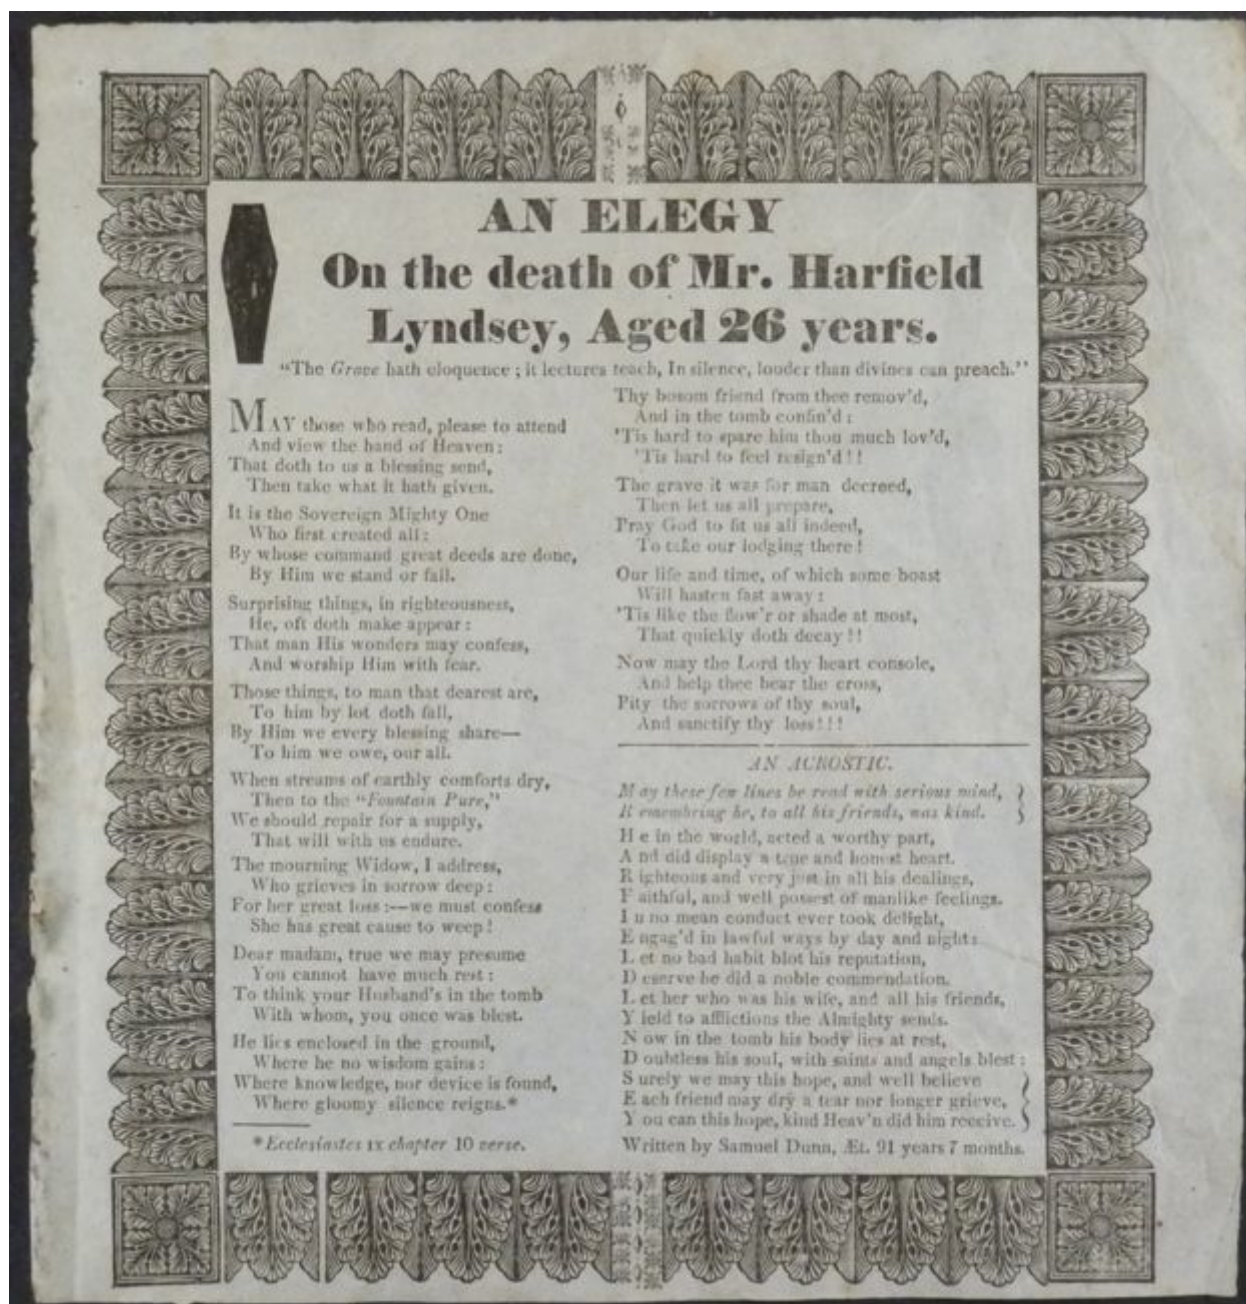 AN ELEGY
On the death of Mr. Harfield
Lyndsey, Aged 26 years.
"The Grave hath eloquence; it lectures teach, In silence, louder than divines can preach."
MAY those who read, please to attend
And view the hand of Heaven:
That doth to us a blessing send,
Then take what it hath given.
It is the Sovereign Mighty One
Who first created all:
By whose command great deeds are done,
By Him we stand or fall.
Surprising things, in righteousness,
He, oft doth make appear:
That man His wonders may confess,
And worship Him with fear.
Those things, to man that dearest are,
To him by lot doth fall,
By Him we every blessing share—
To him we owe, our all.
When streams of earthly comforts dry,
Then to the "Fountain Pure,"
We should repair for a supply,
That will with us endure.
The mourning Widow, I address,
Who grieves in sorrow deep:
For her great loss:—we must confess
She has great cause to weep!
Dear madam, true we may presume
You cannot have much rest:
To think your Husband's in the tomb
With whom, you once was blest.
He lies enclosed in the ground,
Where he no wisdom gains:
Where knowledge, nor device is found,
Where gloomy silence reigns.*
*Ecclesiastes IX chapter 10 verse.
Thy bosom friend from thee remov'd,
And in the tomb confin'd:
'Tis hard to spare him thou much lov'd,
'Tis hard to feel resign'd!!
The grave it was for man decreed,
Then let us all prepare,
Pray God to fit us all indeed,
To take our lodging there!
Our life and time, of which some boast
Will hasten fast away:
'Tis like the flow'r or shade at most,
That quickly doth decay!!
Now may the Lord thy heart console,
And help thee bear the cross,
Pity the sorrows of thy soul,
And sanctify thy loss!!!
AN ACROSTIC.
M ay these few lines be read with serious mind,
R emembring he, to all his friends, was kind.
H e in the world, acted a worthy part,
A nd did display a true and honest heart.
R ighteous and very just in all his dealings,
F aithful, and well possest of manlike feelings.
I n no mean conduct ever took delight,
E ngag'd in lawful ways by day and night:
L et no bad habit blot his reputation,
D eserve he did a noble commendation.
L et her who was his wife, and all his friends,
Y ield to afflictions the Almighty sends.
N ow in the tomb his body lies at rest,
D oubtless his soul, with saints and angels blest:
S urely we may this hope, and well believe
E ach friend may dry a tear nor longer grieve,
Y ou can this hope, kind Heav'n did him receive.
Written by Samuel Dunn, Æt. 91 years 7 months.